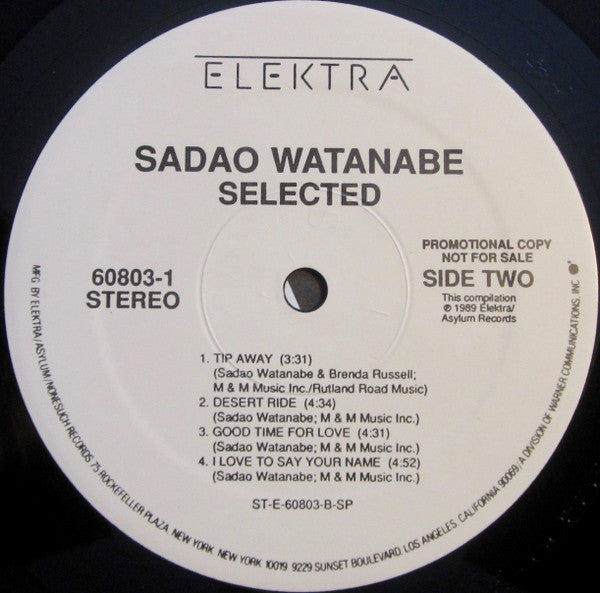 ELEKTRA
SADAO WATANABE
SELECTED
60803-1
STEREO
PROMOTIONAL COPY
NOT FOR SALE
SIDE TWO
This compilation
℗ 1989 Elektra/
Asylum Records
1. TIP AWAY (3:31)
(Sadao Watanabe & Brenda Russell;
M & M Music Inc./Rutland Road Music)
2. DESERT RIDE (4:34)
(Sadao Watanabe; M & M Music Inc.)
3. GOOD TIME FOR LOVE (4:31)
(Sadao Watanabe; M & M Music Inc.)
4. I LOVE TO SAY YOUR NAME (4:52)
(Sadao Watanabe; M & M Music Inc.)
ST-E-60803-B-SP
MFG. BY ELEKTRA/ASYLUM/NONESUCH RECORDS 75 ROCKEFELLER PLAZA, NEW YORK, NEW YORK 10019. 9229 SUNSET BOULEVARD, LOS ANGELES, CALIFORNIA 90069/A DIVISION OF WARNER COMMUNICATIONS, INC.